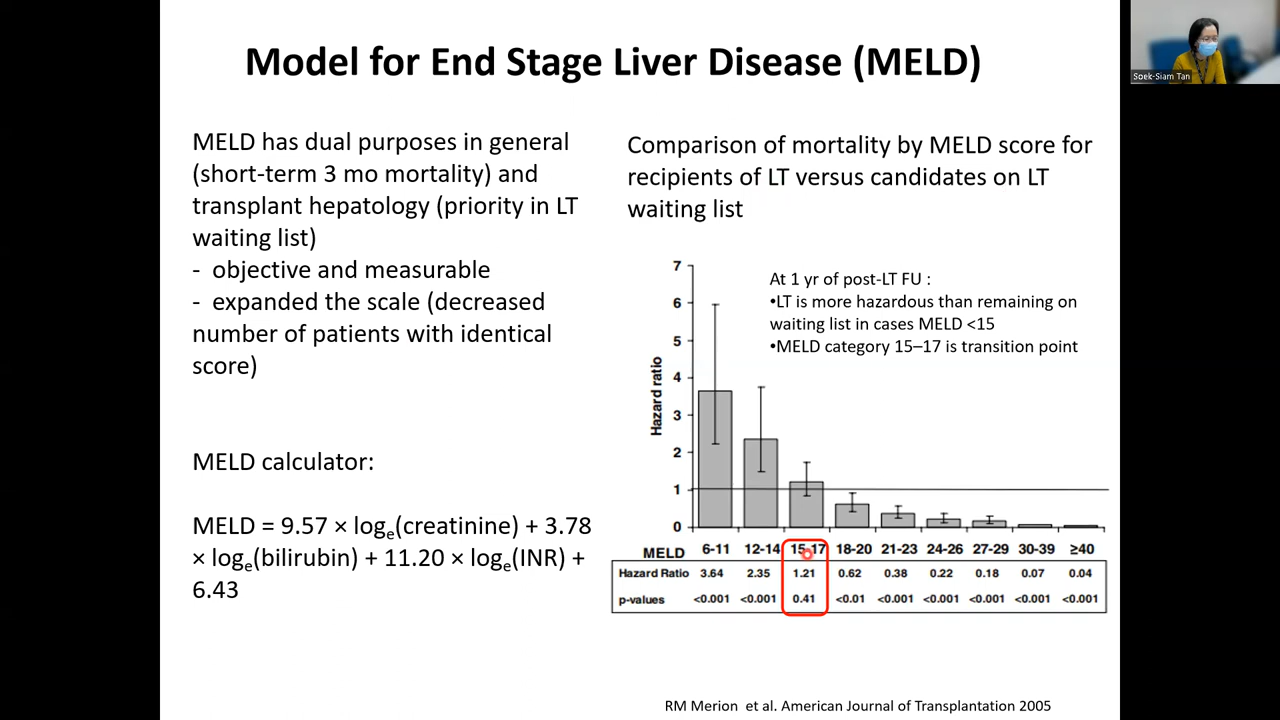 Model for End Stage Liver Disease (MELD)
Soek-Siam Tan
MELD has dual purposes in general
(short-term 3 mo mortality) and
transplant hepatology (priority in LT
waiting list)
- objective and measurable
- expanded the scale (decreased
number of patients with identical
score)
MELD calculator:
MELD = 9.57 × logₑ(creatinine) + 3.78
× logₑ(bilirubin) + 11.20 × logₑ(INR) +
6.43
Comparison of mortality by MELD score for
recipients of LT versus candidates on LT
waiting list
At 1 yr of post-LT FU :
•LT is more hazardous than remaining on
waiting list in cases MELD <15
•MELD category 15–17 is transition point
Hazard ratio
7
6
5
4
3
2
1
0
MELD 6-11 12-14 15-17 18-20 21-23 24-26 27-29 30-39 ≥40
Hazard Ratio 3.64 2.35 1.21 0.62 0.38 0.22 0.18 0.07 0.04
p-values <0.001 <0.001 0.41 <0.01 <0.001 <0.001 <0.001 <0.001 <0.001
RM Merion et al. American Journal of Transplantation 2005